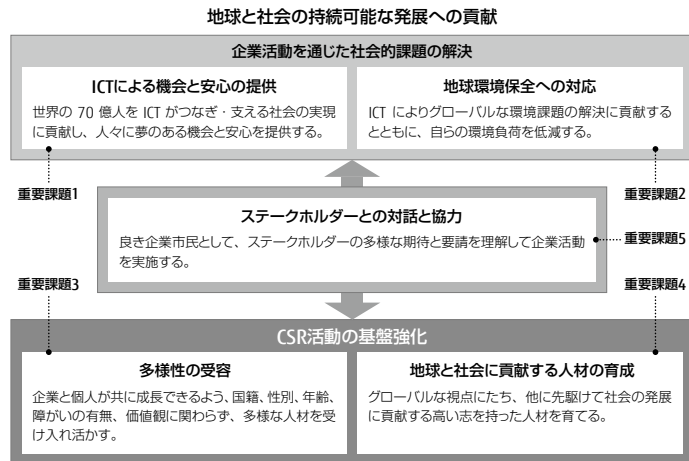 地球と社会の持続可能な発展への貢献
企業活動を通じた社会的課題の解決
ICTによる機会と安心の提供
世界の 70 億人を ICT がつなぎ・支える社会の実現
に貢献し、人々に夢のある機会と安心を提供する。
地球環境保全への対応
ICT によりグローバルな環境課題の解決に貢献する
とともに、自らの環境負荷を低減する。
重要課題1
重要課題2
ステークホルダーとの対話と協力
良き企業市民として、ステークホルダーの多様な期待と要請を理解して企業活動
を実施する。
重要課題5
重要課題3
重要課題4
CSR活動の基盤強化
多様性の受容
企業と個人が共に成長できるよう、国籍、性別、年齢、
障がいの有無、価値観に関わらず、多様な人材を受
け入れ活かす。
地球と社会に貢献する人材の育成
グローバルな視点にたち、他に先駆けて社会の発展
に貢献する高い志を持った人材を育てる。